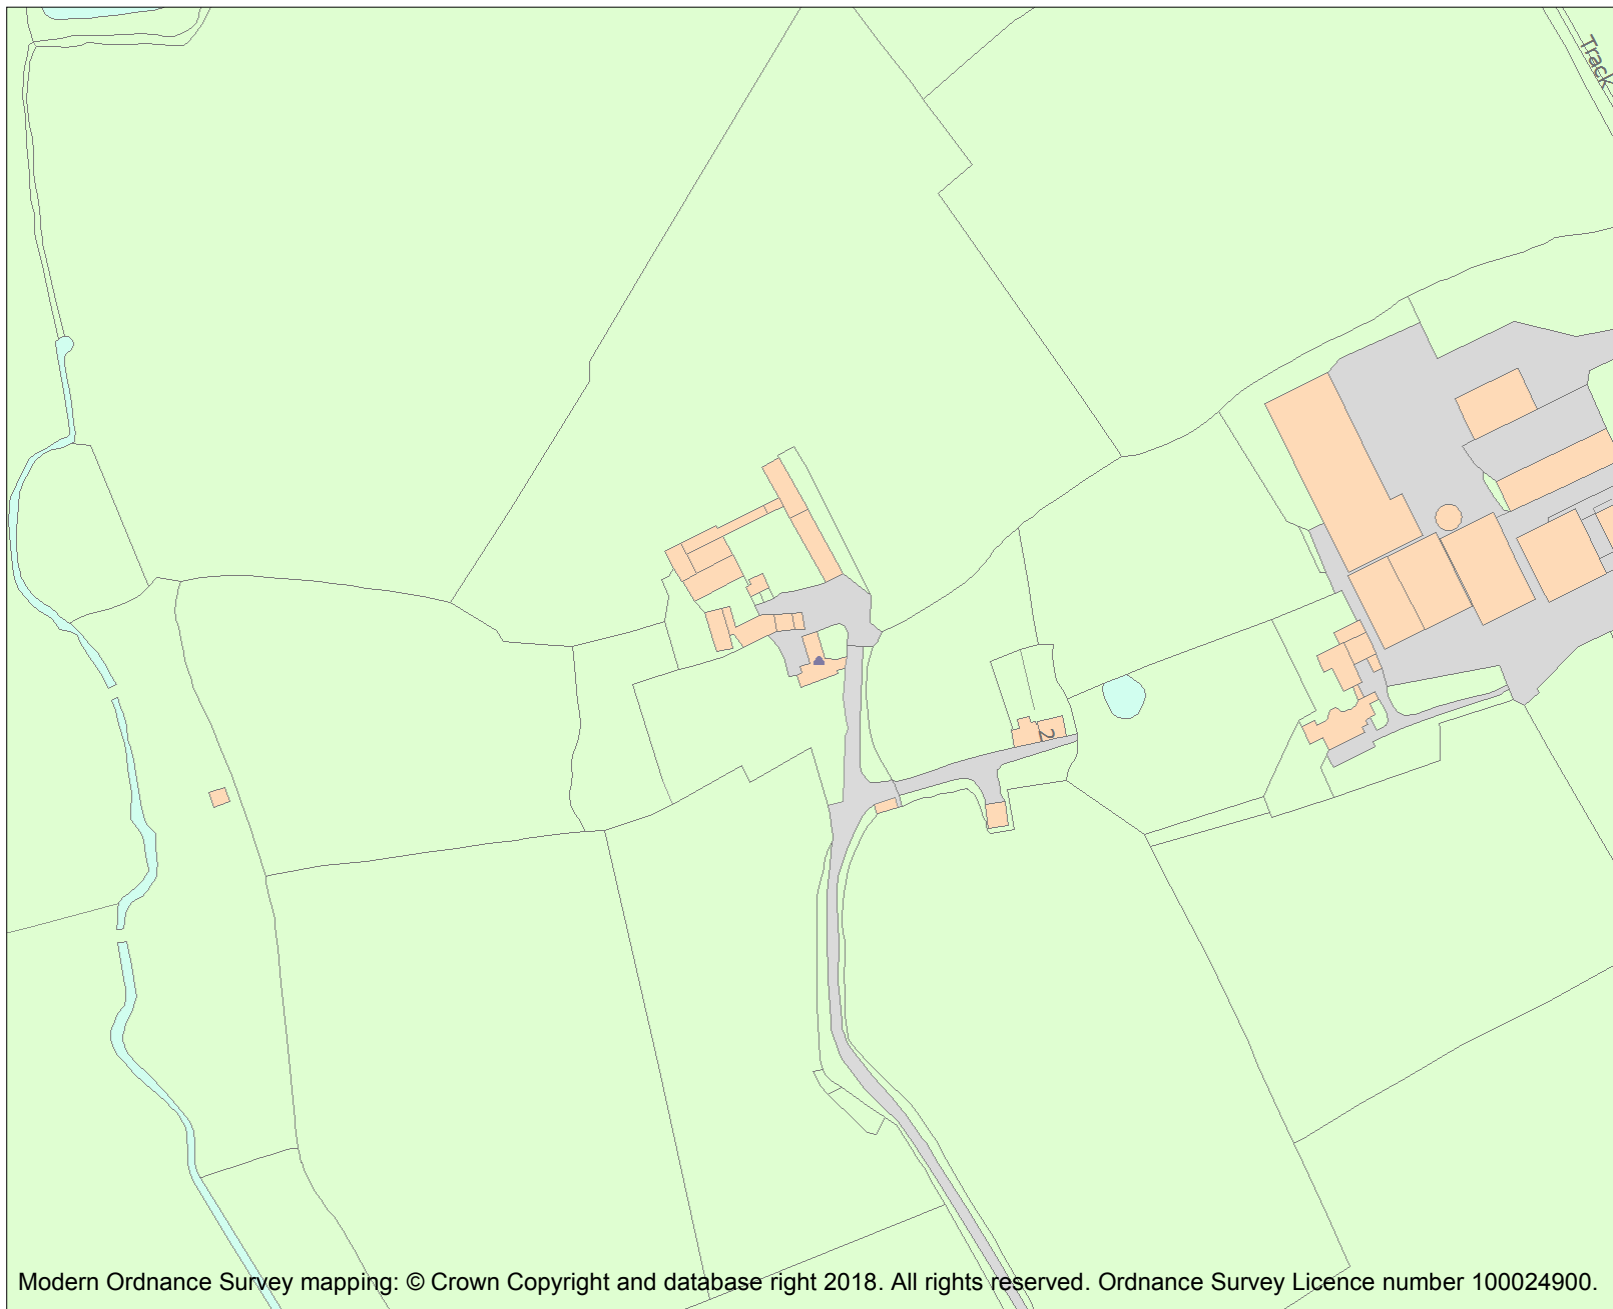 Track
2
Modern Ordnance Survey mapping: © Crown Copyright and database right 2018. All rights reserved. Ordnance Survey Licence number 100024900.